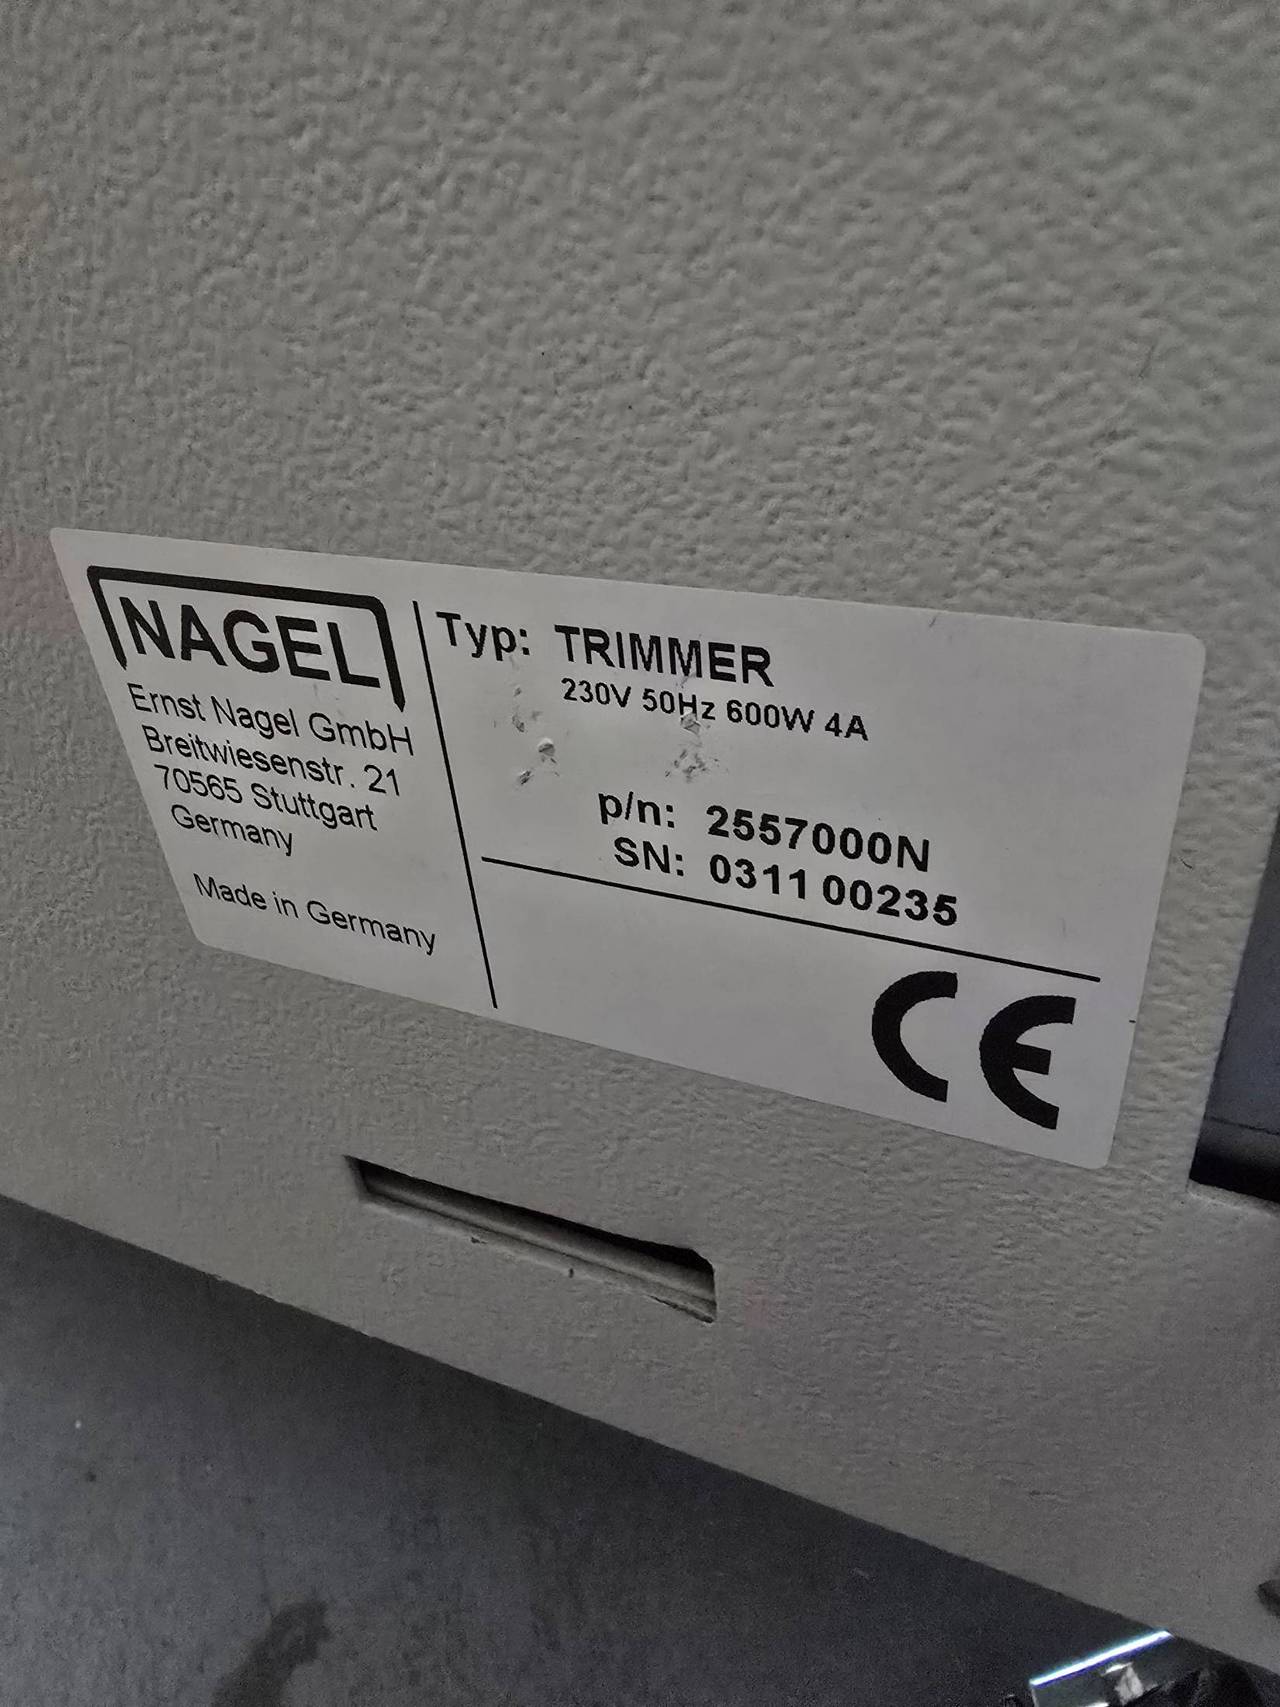 NAGEL
Ernst Nagel GmbH
Breitwiesenstr. 21
70565 Stuttgart
Germany
Made in Germany
Typ: TRIMMER
230V 50Hz 600W 4A
p/n: 2557000N
SN: 0311 00235
CE